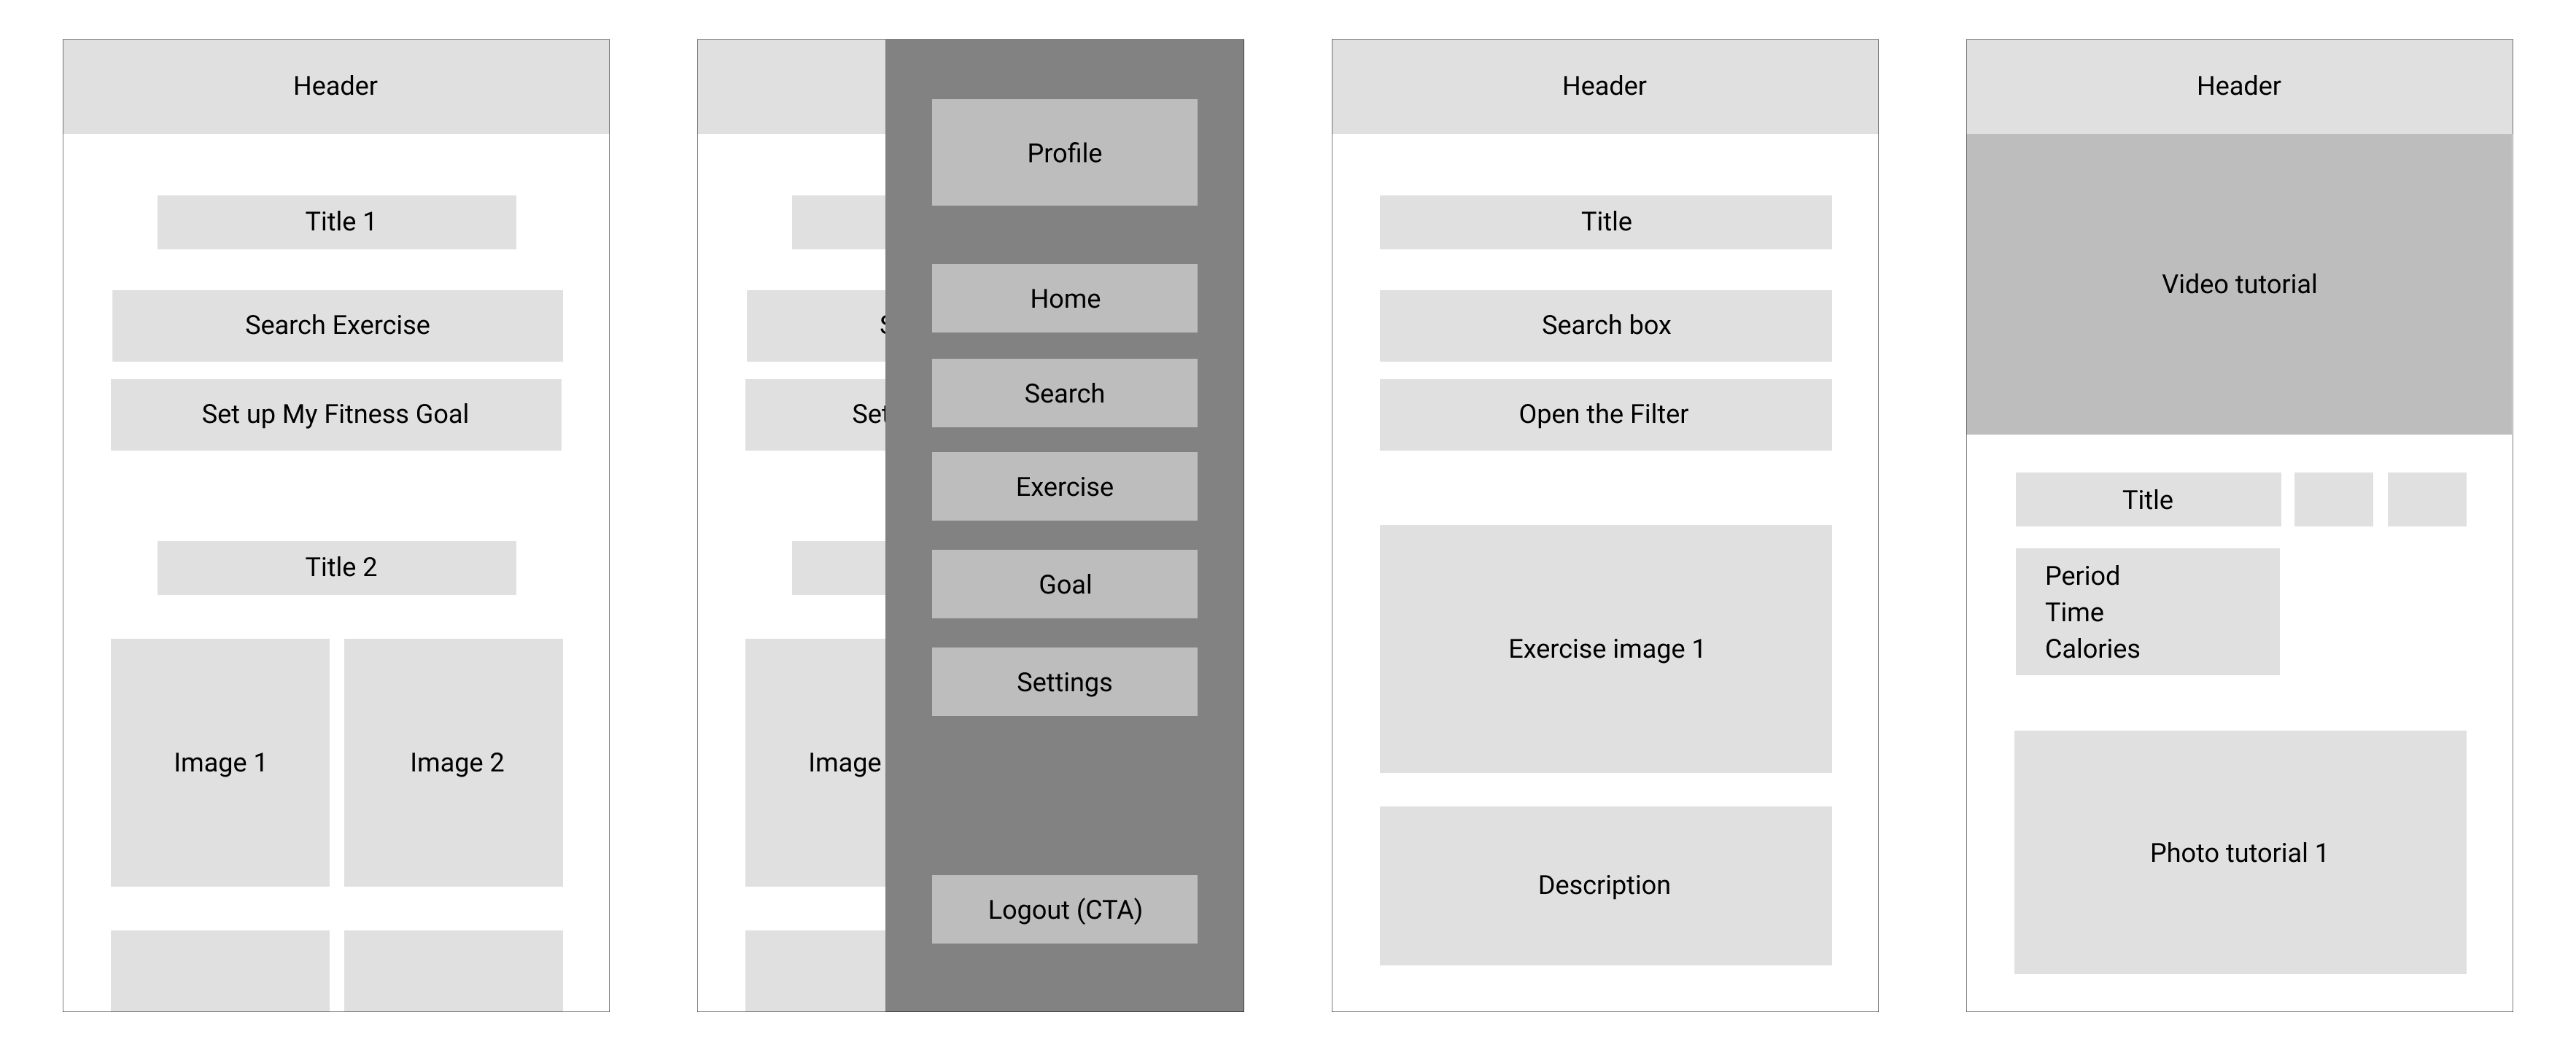 Header
Title 1
Search Exercise
Set up My Fitness Goal
Title 2
Image 1
Image 2
Set
Image
Profile
Home
Search
Exercise
Goal
Settings
Logout (CTA)
Header
Title
Search box
Open the Filter
Exercise image 1
Description
Header
Video tutorial
Title
Period
Time
Calories
Photo tutorial 1